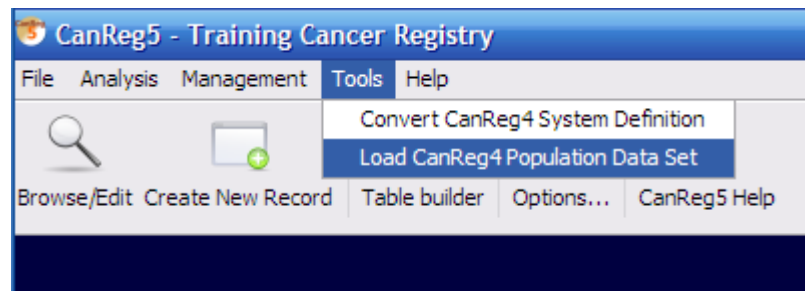 CanReg5 - Training Cancer Registry
File Analysis Management Tools Help
Convert CanReg4 System Definition
Load CanReg4 Population Data Set
Browse/Edit Create New Record Table builder Options... CanReg5 Help